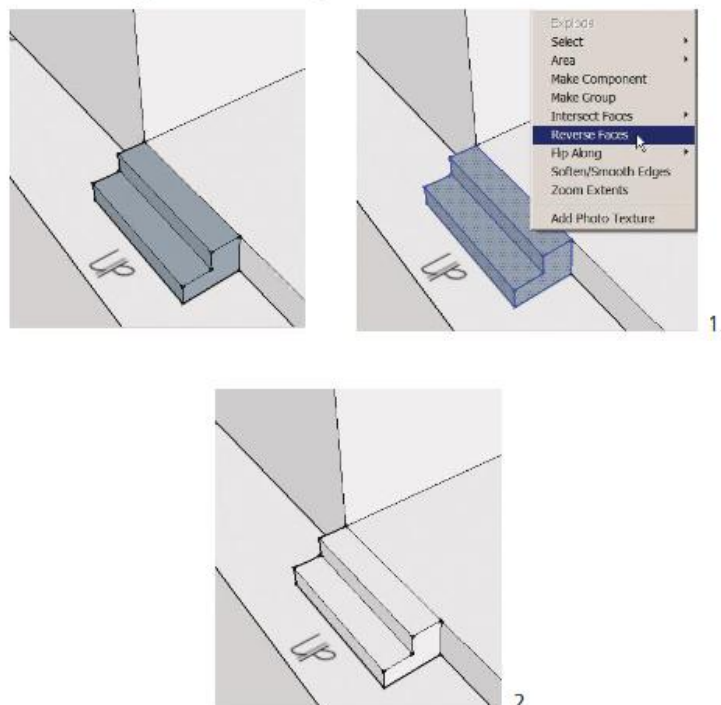 Explode
Select
Area
Make Component
Make Group
Intersect Faces
Reverse Faces
Flip Along
Soften/Smooth Edges
Zoom Extents
Add Photo Texture
UP
UP
1
UP
2